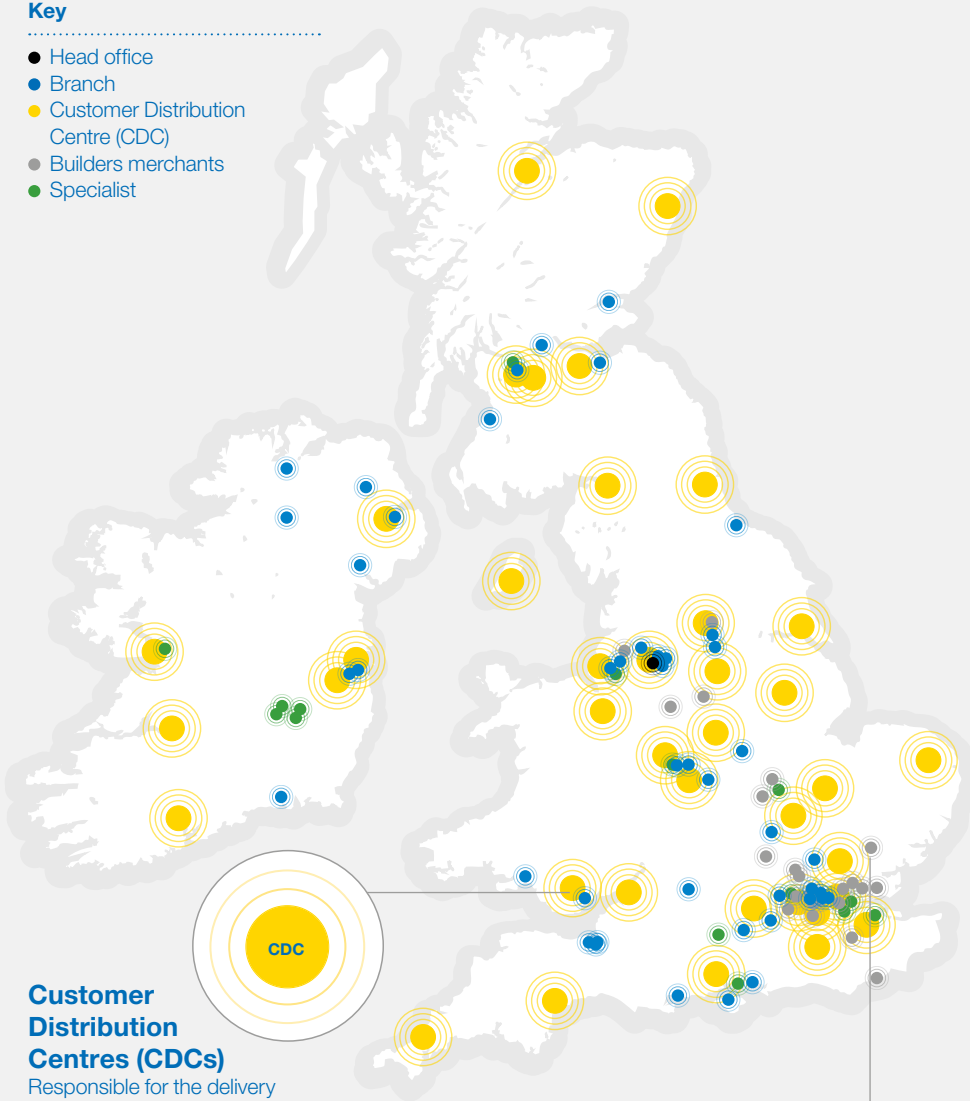 Key
Head office
Branch
Customer Distribution
Centre (CDC)
Builders merchants
Specialist
CDC
Customer
Distribution
Centres (CDCs)
Responsible for the delivery